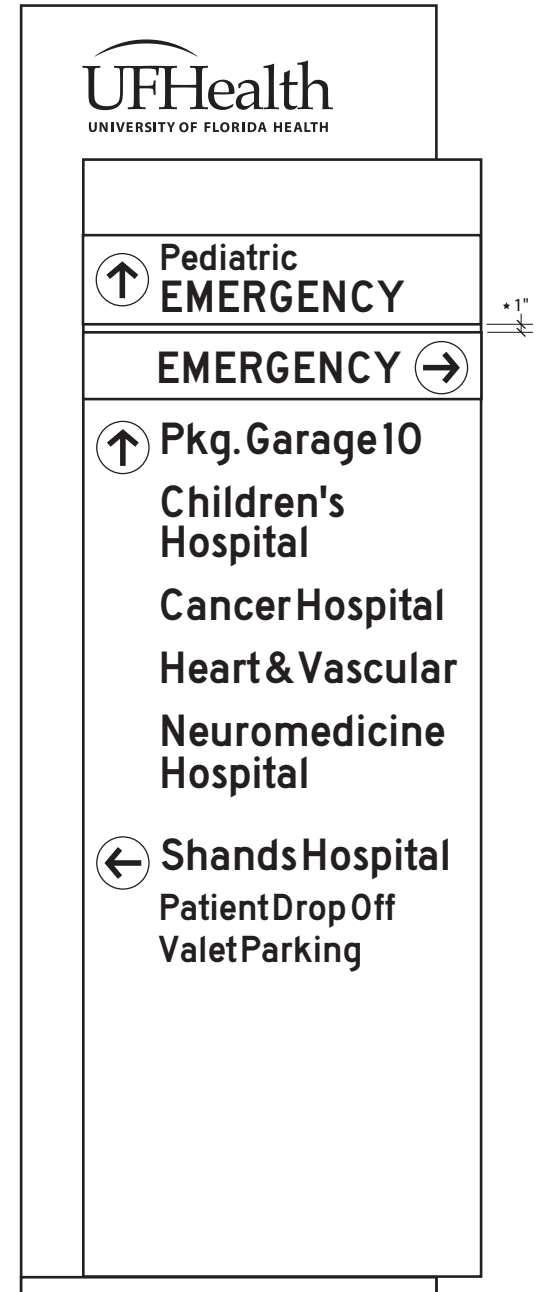 UFHealth
UNIVERSITY OF FLORIDA HEALTH
Pediatric
EMERGENCY
★ 1"
EMERGENCY
Pkg. Garage 10
Children's
Hospital
Cancer Hospital
Heart & Vascular
Neuromedicine
Hospital
Shands Hospital
Patient Drop Off
Valet Parking